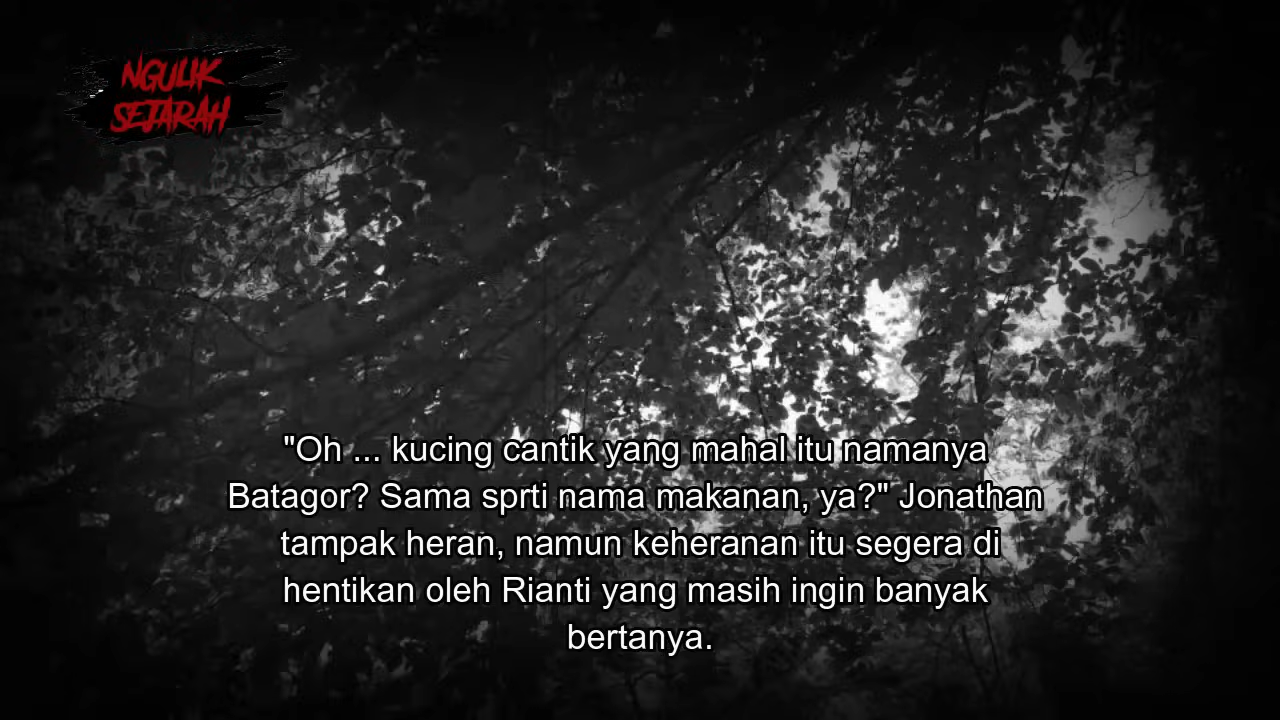 NGULIK
SEJARAH
"Oh ... kucing cantik yang mahal itu namanya
Batagor? Sama sprti nama makanan, ya?" Jonathan
tampak heran, namun keheranan itu segera di
hentikan oleh Rianti yang masih ingin banyak
bertanya.